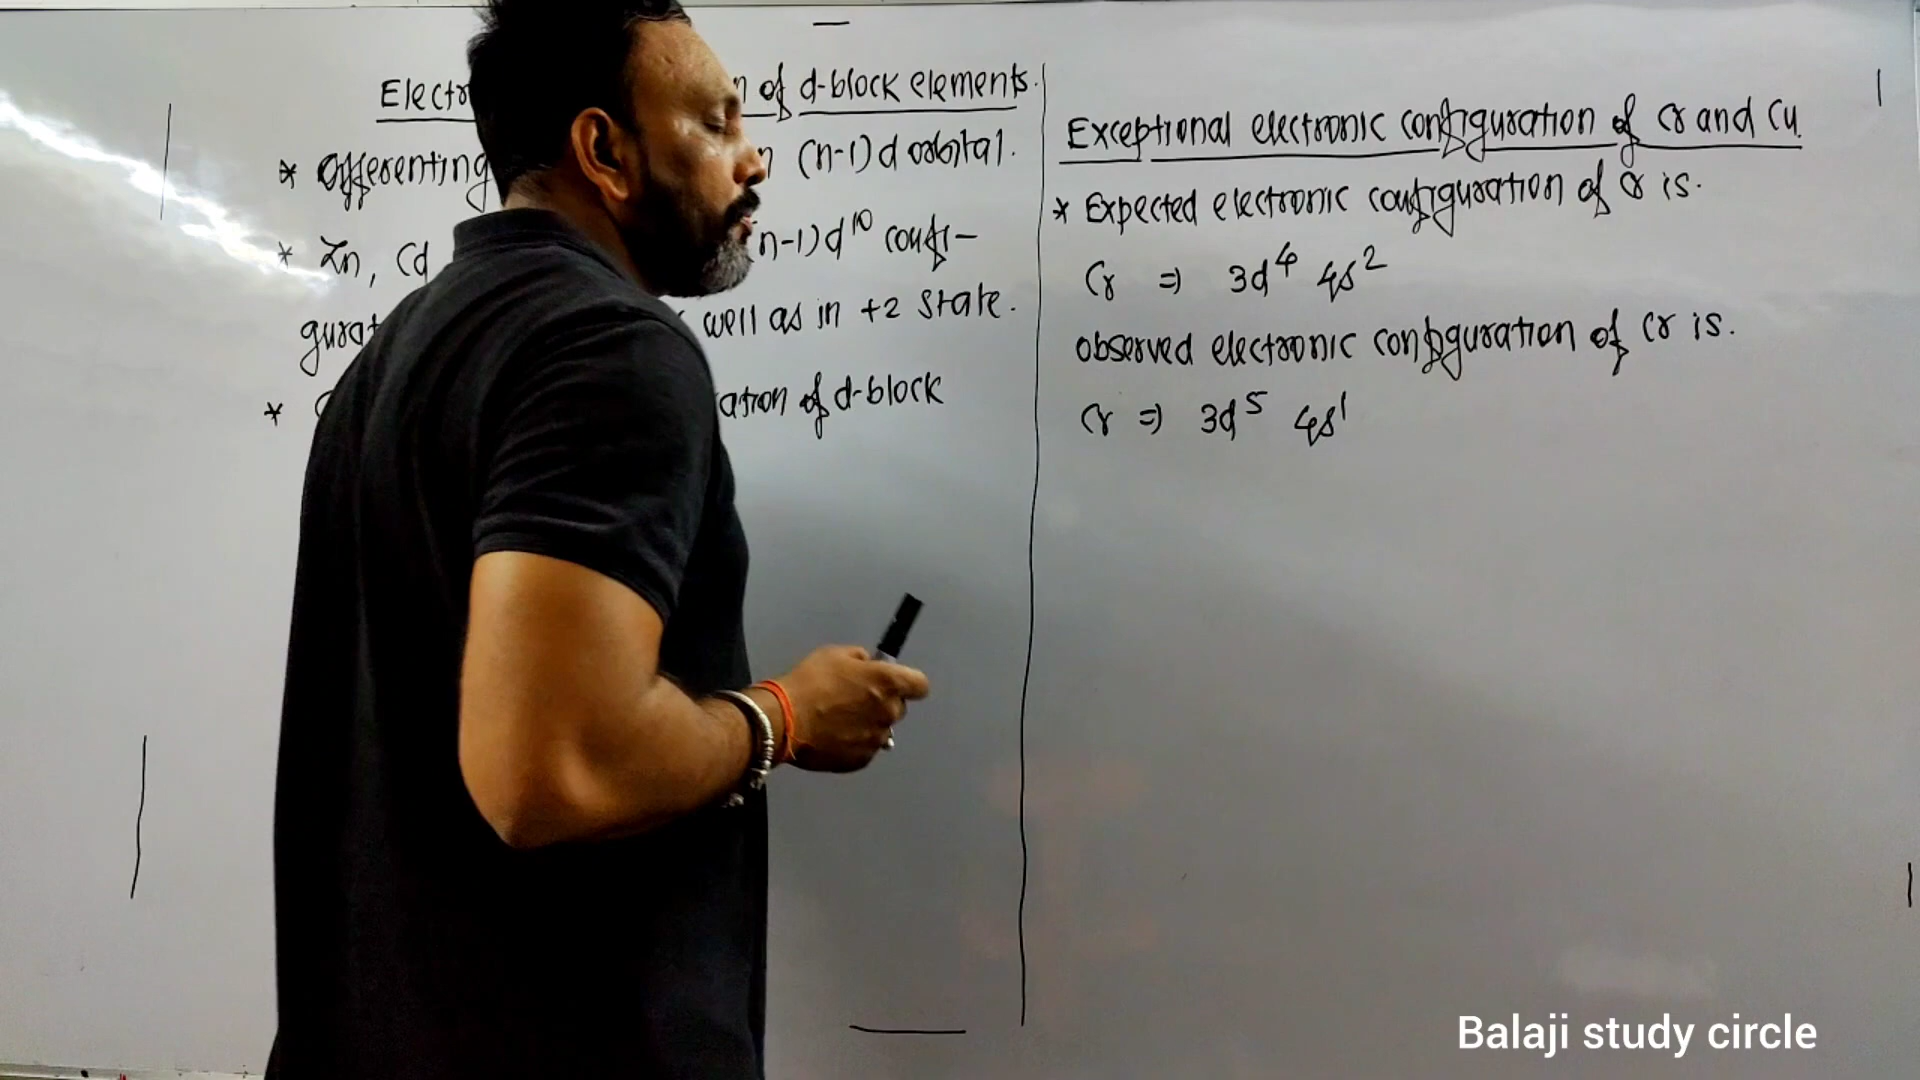 Electr n of d-block elements.
* differenting n (n-1)d orbital.
* Zn, Cd (n-1)d¹⁰ confi-
gurat well as in +2 state.
* ation of d-block
Exceptional electronic configuration of Cr and Cu.
* Expected electronic configuration of Cr is.
Cr ⇒ 3d⁴ 4s²
observed electronic configuration of Cr is.
Cr ⇒ 3d⁵ 4s¹
Balaji study circle